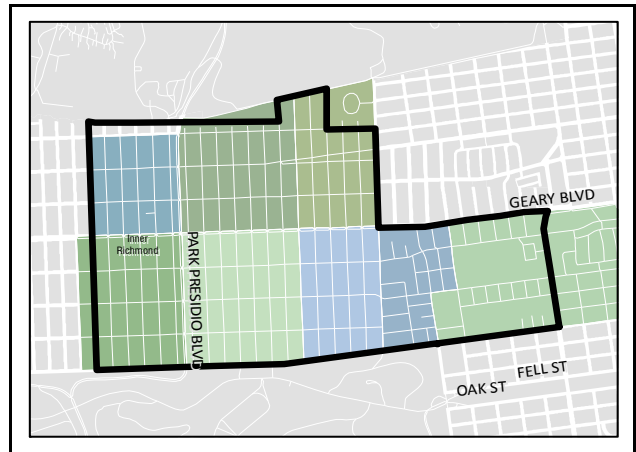 GEARY BLVD
Inner
Richmond
PARK PRESIDIO BLVD
FELL ST
OAK ST